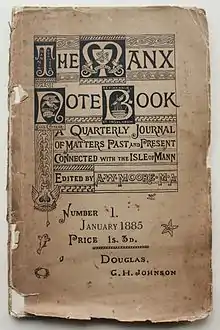 THE MANX
NOTE BOOK
A QUARTERLY JOURNAL
OF MATTERS PAST AND PRESENT
CONNECTED WITH THE ISLE OF MANN
EDITED BY A.W. MOORE. M.A.
NUMBER 1.
JANUARY 1885
PRICE 1s. 3D.
DOUGLAS,
G. H. JOHNSON